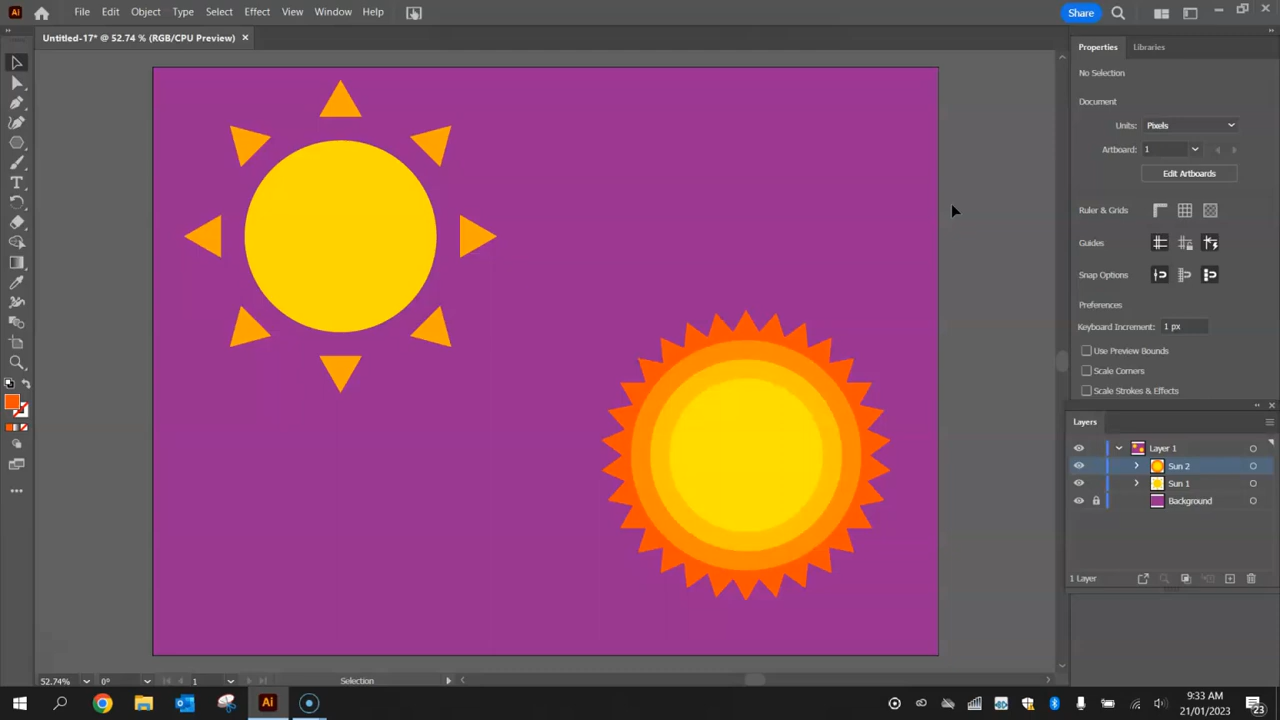 Ai File Edit Object Type Select Effect View Window Help Share
Untitled-17* @ 52.74 % (RGB/CPU Preview) ×
Properties Libraries
No Selection
Document
Units: Pixels
Artboard: 1
Edit Artboards
Ruler & Grids
Guides
Snap Options
Preferences
Keyboard Increment: 1 px
Use Preview Bounds
Scale Corners
Scale Strokes & Effects
Layers
Layer 1
Sun 2
Sun 1
Background
1 Layer
52.74% 0° 1 Selection
Ai
9:33 AM
21/01/2023
23